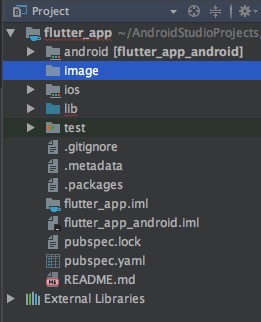 Project
flutter_app ~/AndroidStudioProjects/
android [flutter_app_android]
image
ios
lib
test
.gitignore
.metadata
.packages
flutter_app.iml
flutter_app_android.iml
pubspec.lock
pubspec.yaml
README.md
External Libraries